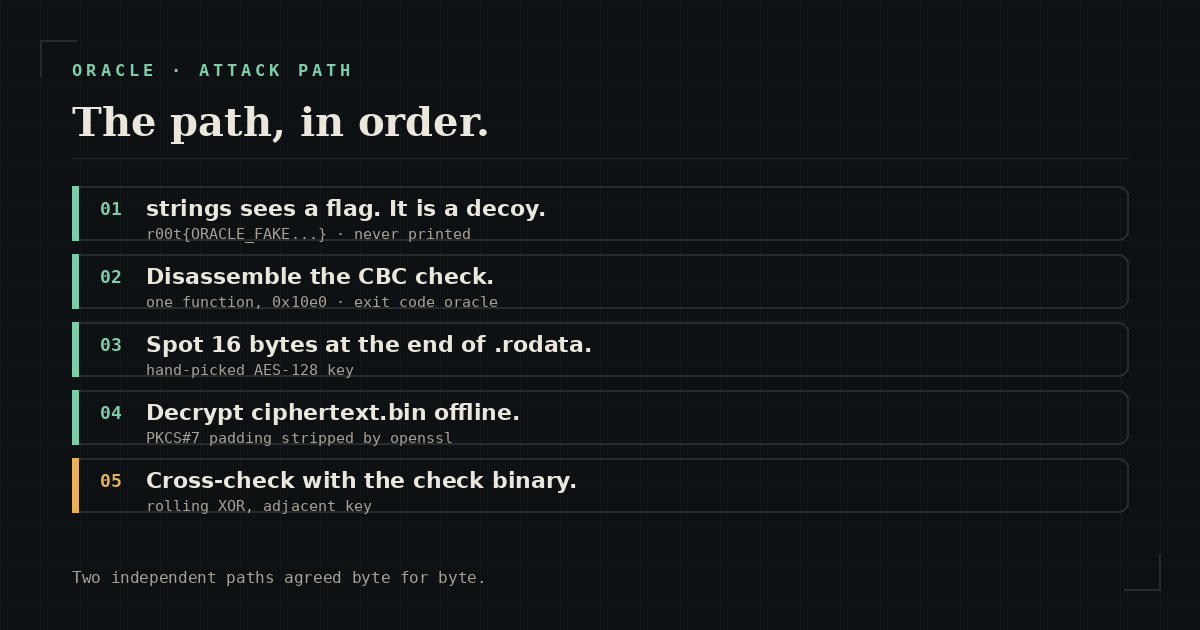 ORACLE · ATTACK PATH
The path, in order.
01 strings sees a flag. It is a decoy.
r00t{ORACLE_FAKE...} · never printed
02 Disassemble the CBC check.
one function, 0x10e0 · exit code oracle
03 Spot 16 bytes at the end of .rodata.
hand-picked AES-128 key
04 Decrypt ciphertext.bin offline.
PKCS#7 padding stripped by openssl
05 Cross-check with the check binary.
rolling XOR, adjacent key
Two independent paths agreed byte for byte.